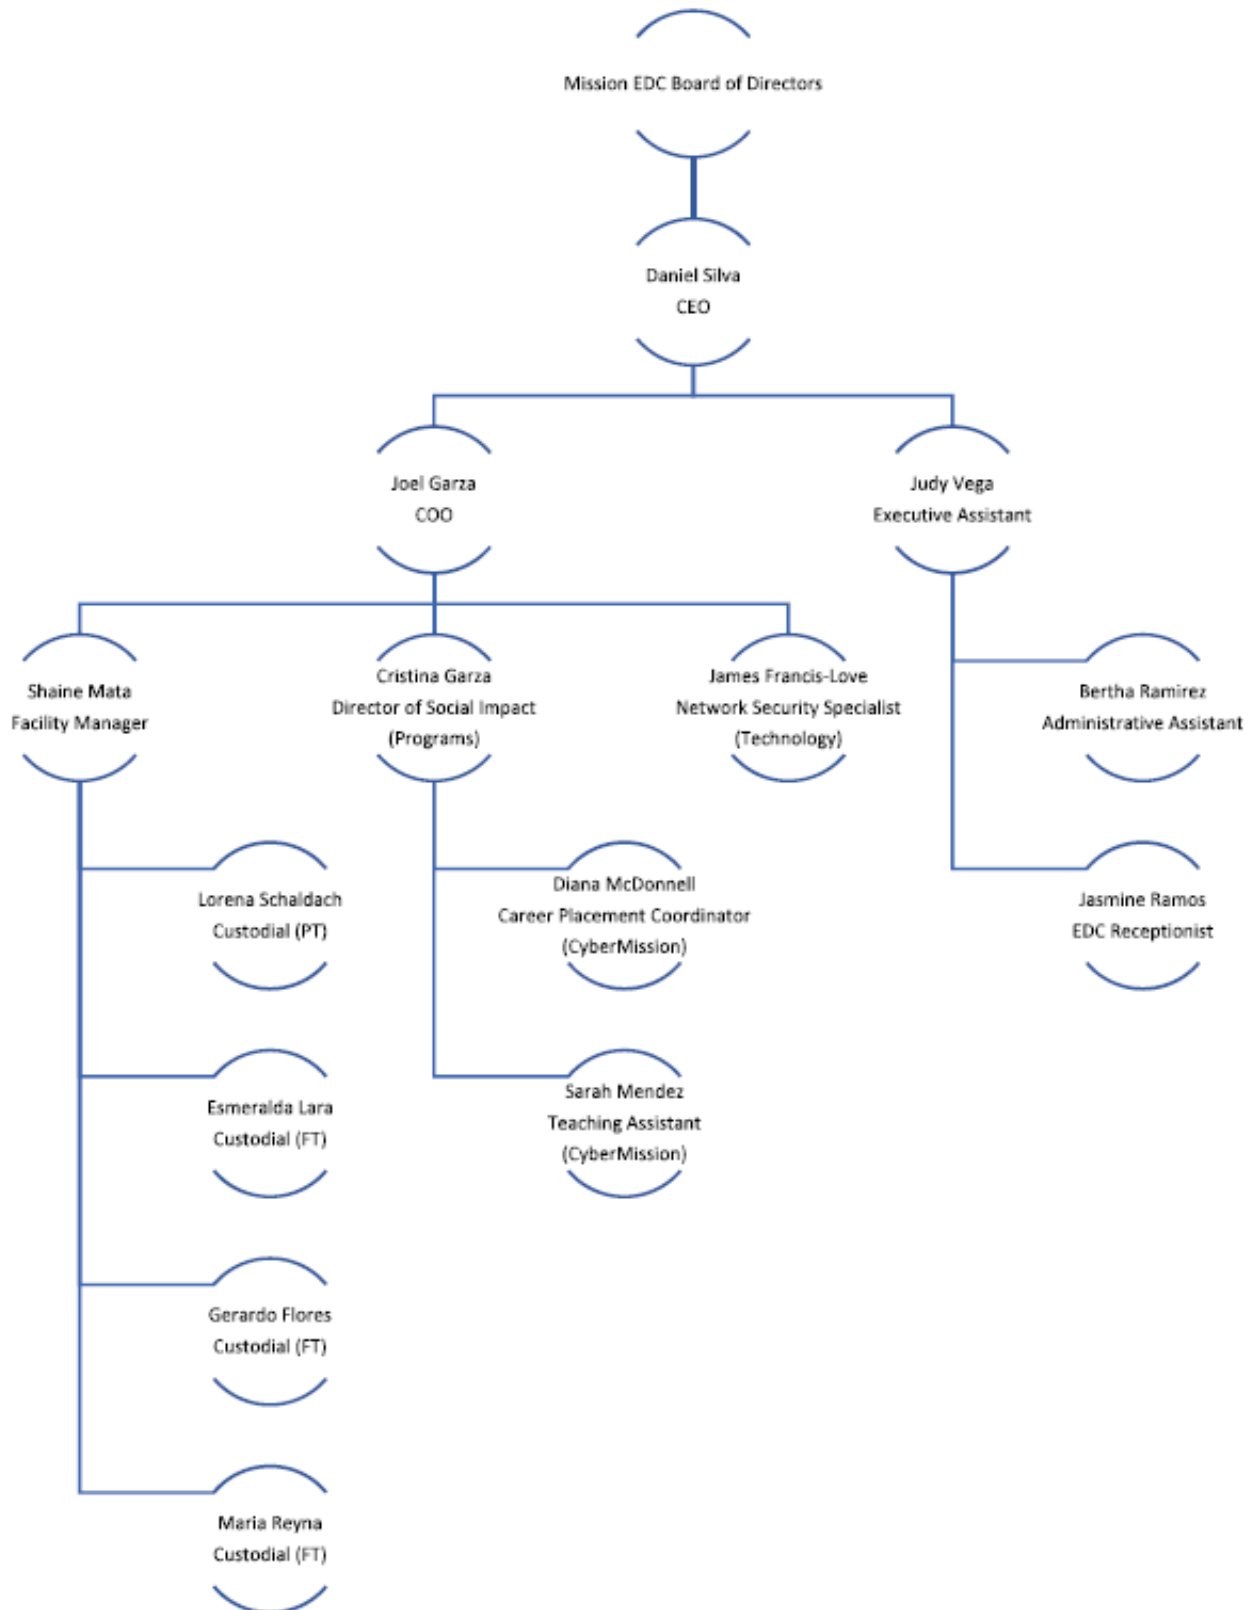 Mission EDC Board of Directors
Daniel Silva
CEO
Joel Garza
COO
Judy Vega
Executive Assistant
Shaine Mata
Facility Manager
Cristina Garza
Director of Social Impact
(Programs)
James Francis-Love
Network Security Specialist
(Technology)
Bertha Ramirez
Administrative Assistant
Lorena Schaldach
Custodial (PT)
Diana McDonnell
Career Placement Coordinator
(CyberMission)
Jasmine Ramos
EDC Receptionist
Esmeralda Lara
Custodial (FT)
Sarah Mendez
Teaching Assistant
(CyberMission)
Gerardo Flores
Custodial (FT)
Maria Reyna
Custodial (FT)